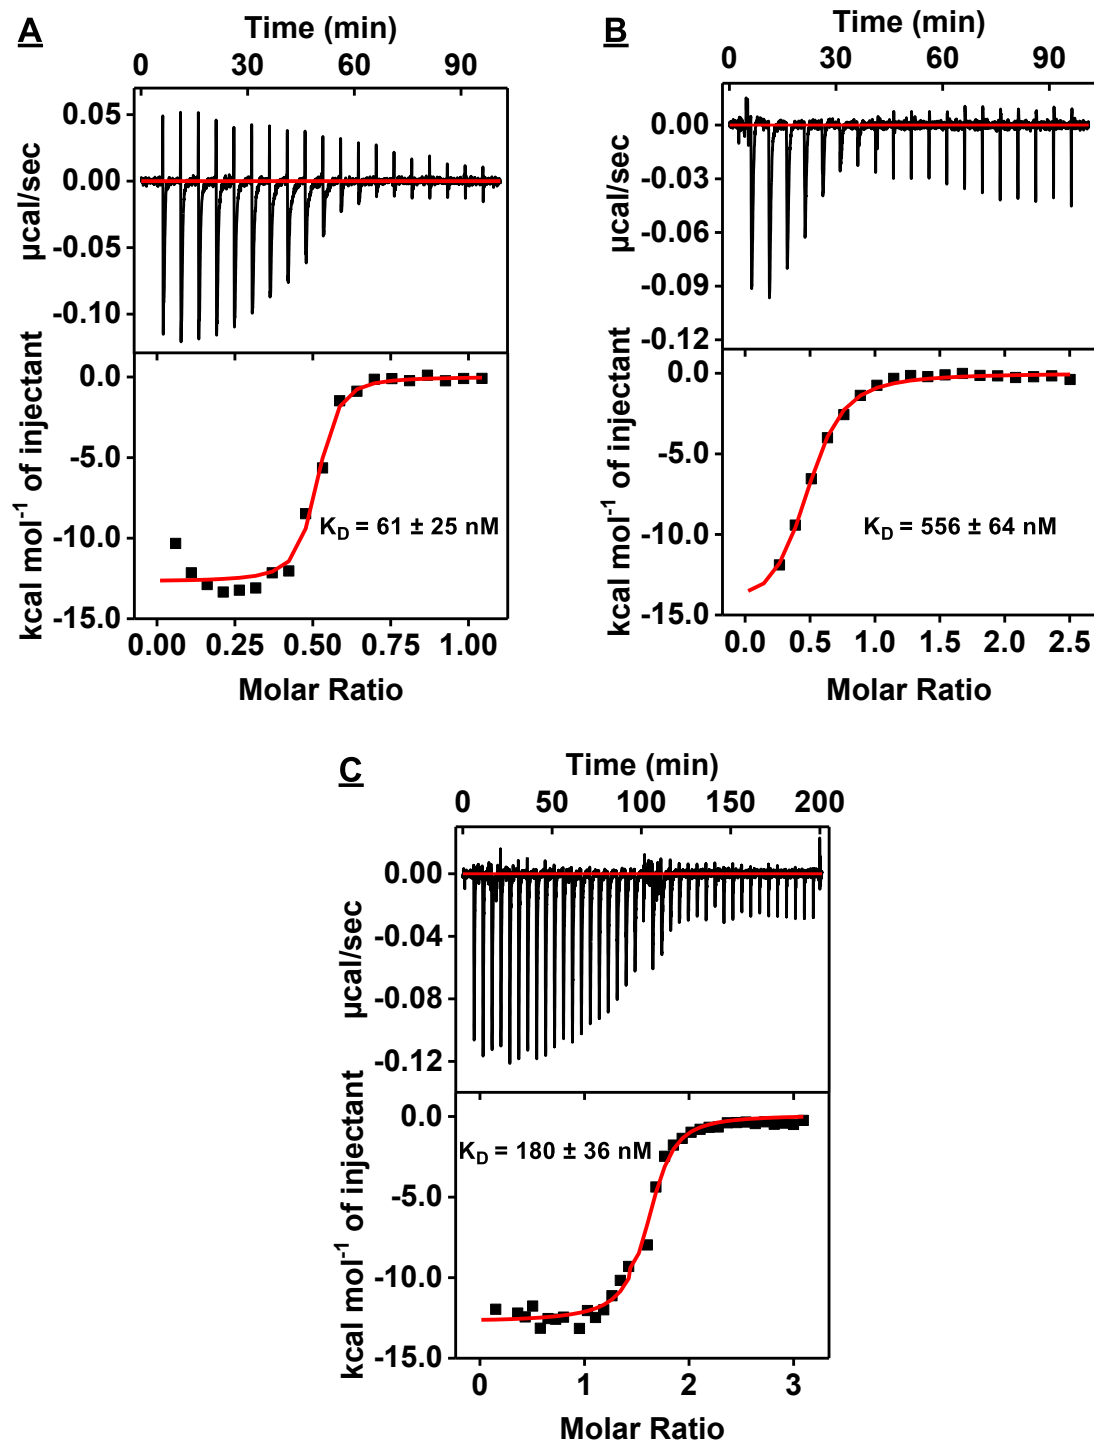 A
Time (min)
0 30 60 90
0.05
0.00
-0.05
-0.10
µcal/sec
0.0
-5.0
-10.0
-15.0
kcal mol⁻¹ of injectant
K_D = 61 ± 25 nM
0.00 0.25 0.50 0.75 1.00
Molar Ratio
B
Time (min)
0 30 60 90
0.00
-0.03
-0.06
-0.09
-0.12
µcal/sec
0.0
-5.0
-10.0
-15.0
kcal mol⁻¹ of injectant
K_D = 556 ± 64 nM
0.0 0.5 1.0 1.5 2.0 2.5
Molar Ratio
C
Time (min)
0 50 100 150 200
0.00
-0.04
-0.08
-0.12
µcal/sec
0.0
-5.0
-10.0
-15.0
kcal mol⁻¹ of injectant
K_D = 180 ± 36 nM
0 1 2 3
Molar Ratio